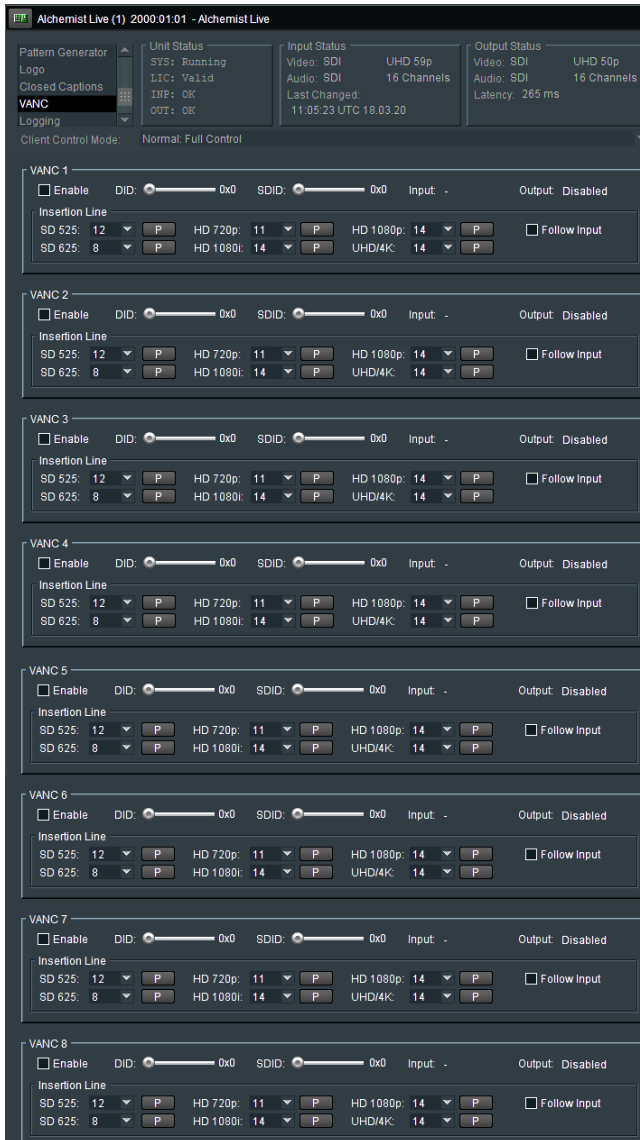 Alchemist Live (1) 2000:01:01 - Alchemist Live
Pattern Generator
Logo
Closed Captions
VANC
Logging
Unit Status
SYS: Running
LIC: Valid
INP: OK
OUT: OK
Input Status
Video: SDI UHD 59p
Audio: SDI 16 Channels
Last Changed:
11:05:23 UTC 18.03.20
Output Status
Video: SDI UHD 50p
Audio: SDI 16 Channels
Latency: 265 ms
Client Control Mode: Normal: Full Control
VANC 1
Enable DID: 0x0 SDID: 0x0 Input: - Output: Disabled
Insertion Line
SD 525: 12 P HD 720p: 11 P HD 1080p: 14 P Follow Input
SD 625: 8 P HD 1080i: 14 P UHD/4K: 14 P
VANC 2
Enable DID: 0x0 SDID: 0x0 Input: - Output: Disabled
Insertion Line
SD 525: 12 P HD 720p: 11 P HD 1080p: 14 P Follow Input
SD 625: 8 P HD 1080i: 14 P UHD/4K: 14 P
VANC 3
Enable DID: 0x0 SDID: 0x0 Input: - Output: Disabled
Insertion Line
SD 525: 12 P HD 720p: 11 P HD 1080p: 14 P Follow Input
SD 625: 8 P HD 1080i: 14 P UHD/4K: 14 P
VANC 4
Enable DID: 0x0 SDID: 0x0 Input: - Output: Disabled
Insertion Line
SD 525: 12 P HD 720p: 11 P HD 1080p: 14 P Follow Input
SD 625: 8 P HD 1080i: 14 P UHD/4K: 14 P
VANC 5
Enable DID: 0x0 SDID: 0x0 Input: - Output: Disabled
Insertion Line
SD 525: 12 P HD 720p: 11 P HD 1080p: 14 P Follow Input
SD 625: 8 P HD 1080i: 14 P UHD/4K: 14 P
VANC 6
Enable DID: 0x0 SDID: 0x0 Input: - Output: Disabled
Insertion Line
SD 525: 12 P HD 720p: 11 P HD 1080p: 14 P Follow Input
SD 625: 8 P HD 1080i: 14 P UHD/4K: 14 P
VANC 7
Enable DID: 0x0 SDID: 0x0 Input: - Output: Disabled
Insertion Line
SD 525: 12 P HD 720p: 11 P HD 1080p: 14 P Follow Input
SD 625: 8 P HD 1080i: 14 P UHD/4K: 14 P
VANC 8
Enable DID: 0x0 SDID: 0x0 Input: - Output: Disabled
Insertion Line
SD 525: 12 P HD 720p: 11 P HD 1080p: 14 P Follow Input
SD 625: 8 P HD 1080i: 14 P UHD/4K: 14 P